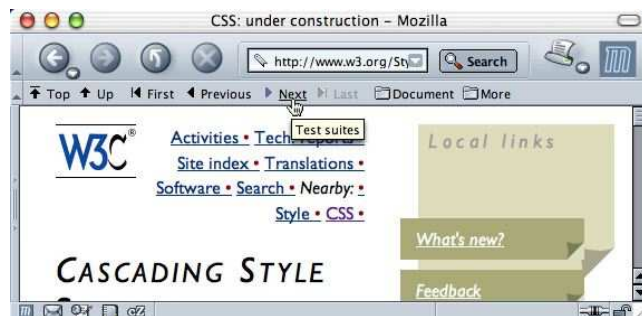 CSS: under construction – Mozilla
http://www.w3.org/Sty
Search
Top Up First Previous Next Last Document More
Test suites
W3C®
Activities • Tech. reports •
Site index • Translations •
Software • Search • Nearby: •
Style • CSS •
Local links
What's new?
Feedback
CASCADING STYLE